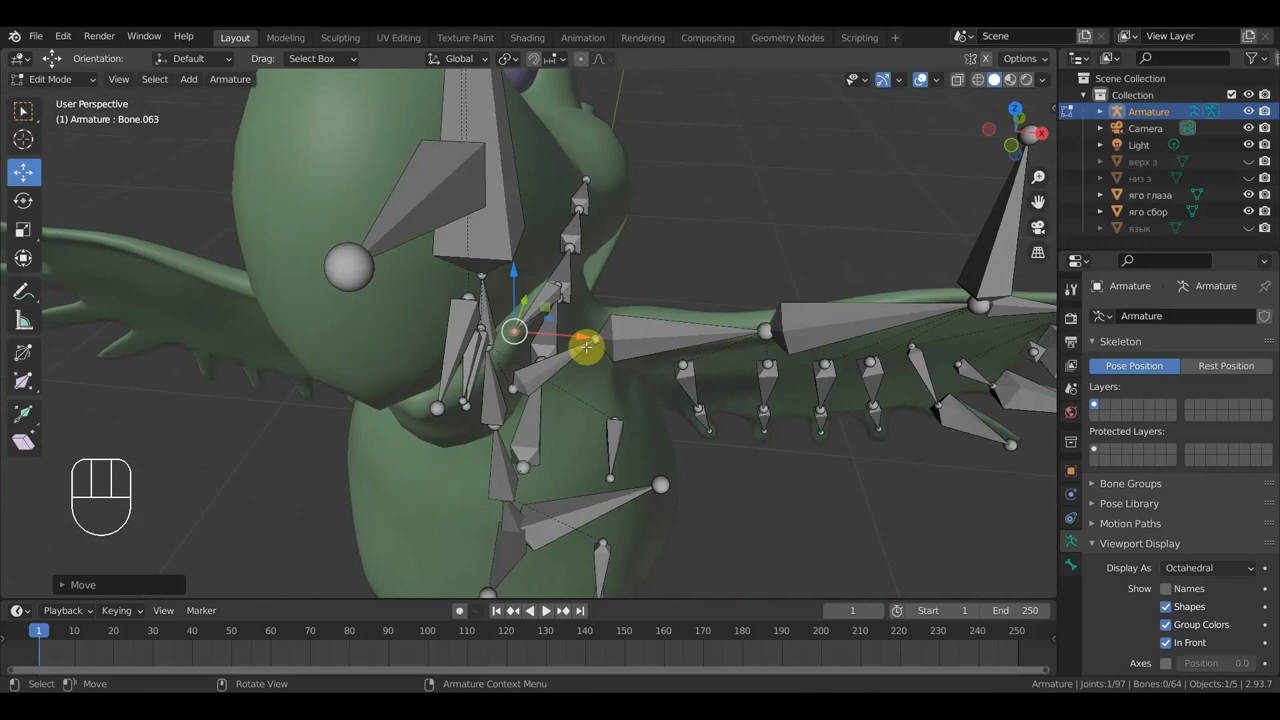 File Edit Render Window Help Layout Modeling Sculpting UV Editing Texture Paint Shading Animation Rendering Compositing Geometry Nodes Scripting + Scene View Layer
Orientation: Default Drag: Select Box Global Options
Edit Mode View Select Add Armature
User Perspective
(1) Armature : Bone.063
Z
X
Y
Move
Scene Collection
Collection
Armature
Camera
Light
верх з
низ з
яго глаза
яго сбор
язык
Armature Armature
Armature
Skeleton
Pose Position Rest Position
Layers:
Protected Layers:
Bone Groups
Pose Library
Motion Paths
Viewport Display
Display As Octahedral
Show Names
Shapes
Group Colors
In Front
Axes Position 0.0
Playback Keying View Marker 1 Start 1 End 250
1 10 20 30 40 50 60 70 80 90 100 110 120 130 140 150 160 170 180 190 200 210 220 230 240 250
Select Move Rotate View Armature Context Menu Armature | Joints:1/97 | Bones:0/64 | Objects:1/5 | 2.93.7